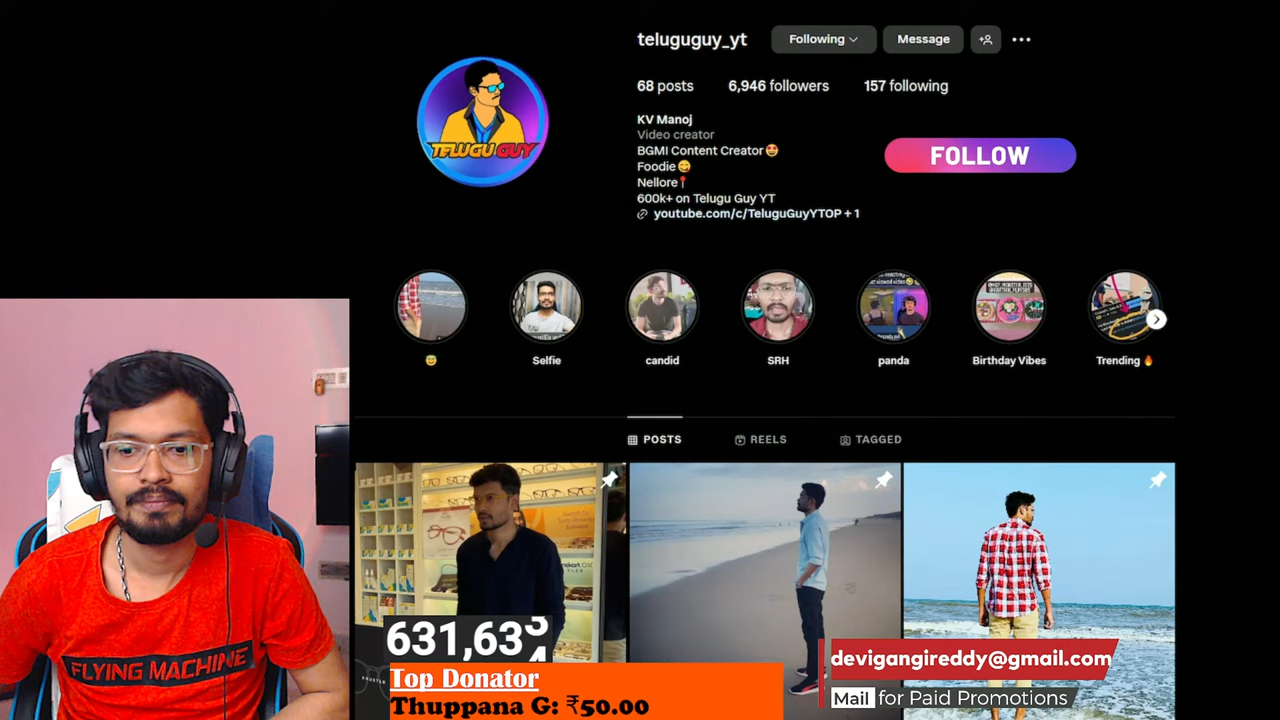 teluguguy_yt
Following
Message
68 posts
6,946 followers
157 following
KV Manoj
Video creator
BGMI Content Creator🤩
Foodie😋
Nellore📍
600k+ on Telugu Guy YT
youtube.com/c/TeluguGuyYTOP + 1
FOLLOW
TELUGU GUY
😇
Selfie
candid
SRH
panda
Birthday Vibes
Trending 🔥
POSTS
REELS
TAGGED
FLYING MACHINE
631,63
Top Donator
Thuppana G: ₹50.00
devigangireddy@gmail.com
Mail for Paid Promotions